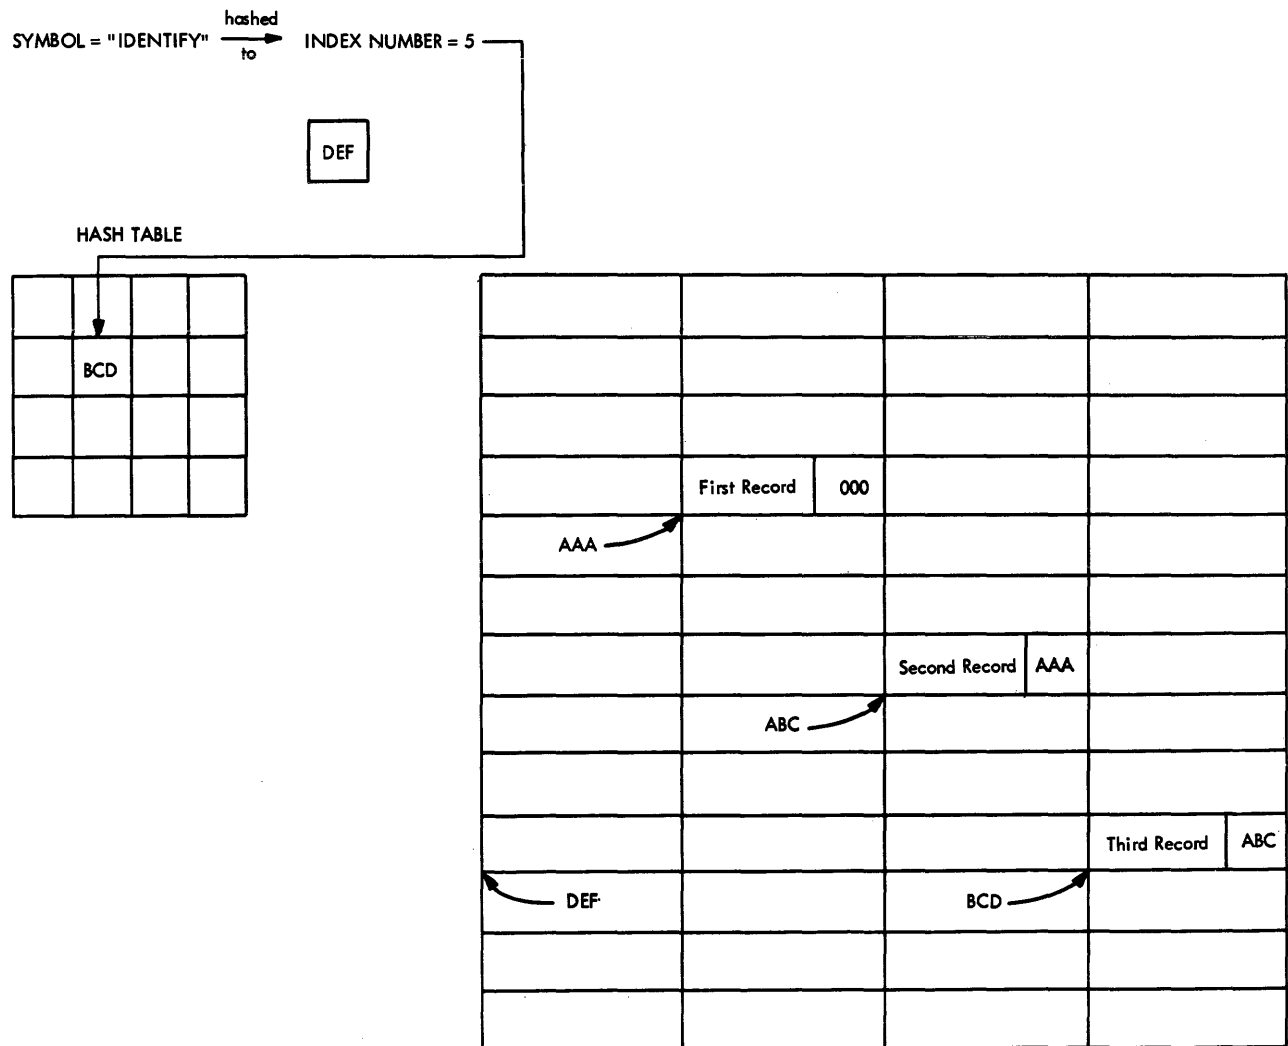 hashed
SYMBOL = "IDENTIFY" INDEX NUMBER = 5
to
DEF
HASH TABLE
BCD
First Record 000
AAA
Second Record AAA
ABC
Third Record ABC
DEF
BCD